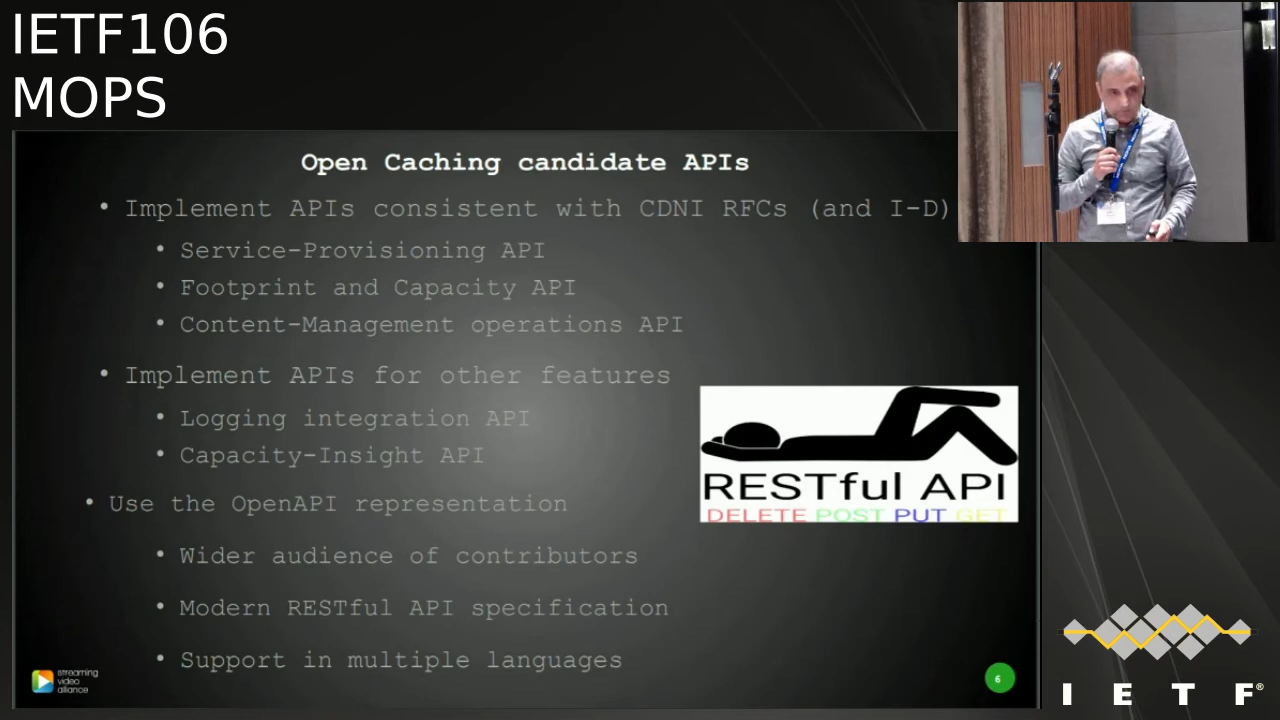 IETF106
MOPS
Open Caching candidate APIs
• Implement APIs consistent with CDNI RFCs (and I-D)
• Service-Provisioning API
• Footprint and Capacity API
• Content-Management operations API
• Implement APIs for other features
• Logging integration API
• Capacity-Insight API
• Use the OpenAPI representation
• Wider audience of contributors
• Modern RESTful API specification
• Support in multiple languages
RESTful API
DELETE POST PUT GET
streaming
video
alliance
6
I E T F®